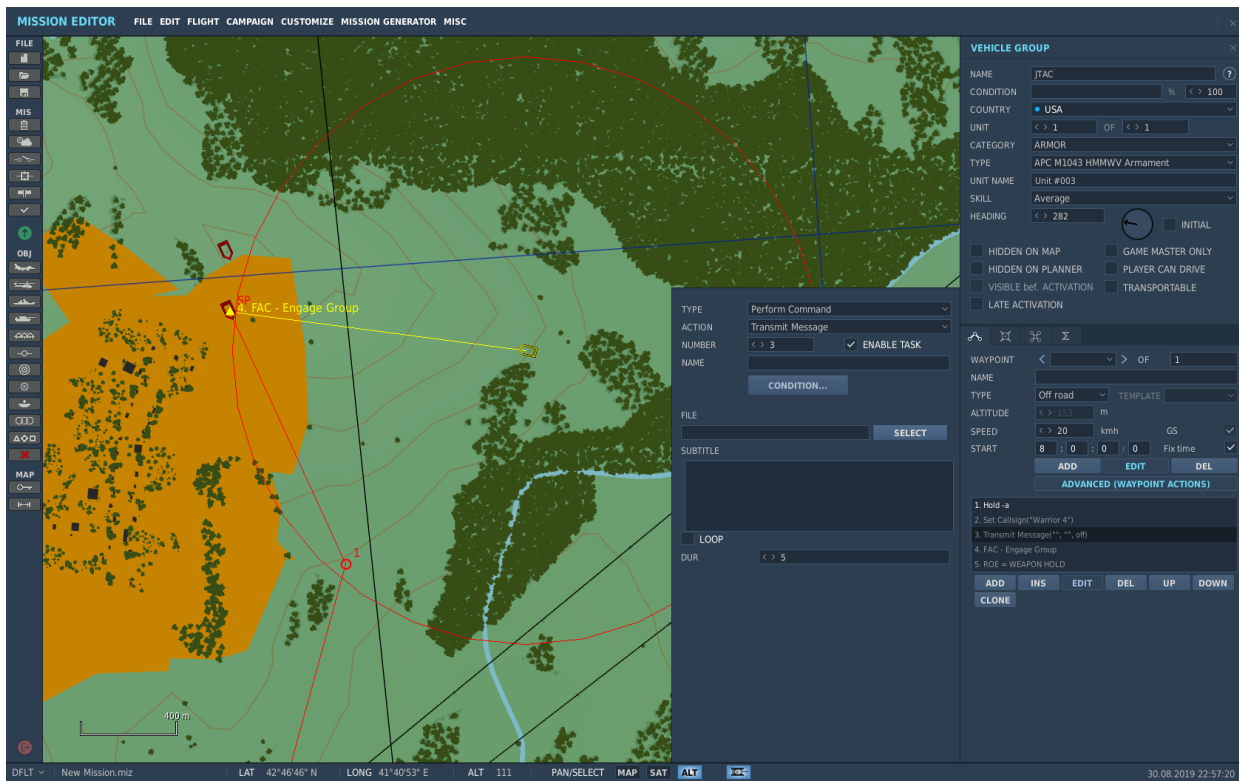 MISSION EDITOR FILE EDIT FLIGHT CAMPAIGN CUSTOMIZE MISSION GENERATOR MISC
FILE
MIS
OBJ
MAP
SP
4. FAC - Engage Group
1
400 m
TYPE Perform Command
ACTION Transmit Message
NUMBER < > 3 ENABLE TASK
NAME
CONDITION...
FILE
SELECT
SUBTITLE
LOOP
DUR < > 5
VEHICLE GROUP
NAME JTAC ?
CONDITION % < > 100
COUNTRY USA
UNIT < > 1 OF < > 1
CATEGORY ARMOR
TYPE APC M1043 HMMWV Armament
UNIT NAME Unit #003
SKILL Average
HEADING < > 282
INITIAL
HIDDEN ON MAP GAME MASTER ONLY
HIDDEN ON PLANNER PLAYER CAN DRIVE
VISIBLE bef. ACTIVATION TRANSPORTABLE
LATE ACTIVATION
WAYPOINT < > OF 1
NAME
TYPE Off road TEMPLATE
ALTITUDE < > 153 m
SPEED < > 20 kmh GS
START 8 : 0 : 0 / 0 Fix time
ADD EDIT DEL
ADVANCED (WAYPOINT ACTIONS)
1. Hold -a
2. Set Callsign("Warrior 4")
3. Transmit Message("", "", off)
4. FAC - Engage Group
5. ROE = WEAPON HOLD
ADD INS EDIT DEL UP DOWN
CLONE
DFLT New Mission.miz LAT 42°46'46" N LONG 41°40'53" E ALT 111 PAN/SELECT MAP SAT ALT 30.08.2019 22:57:20